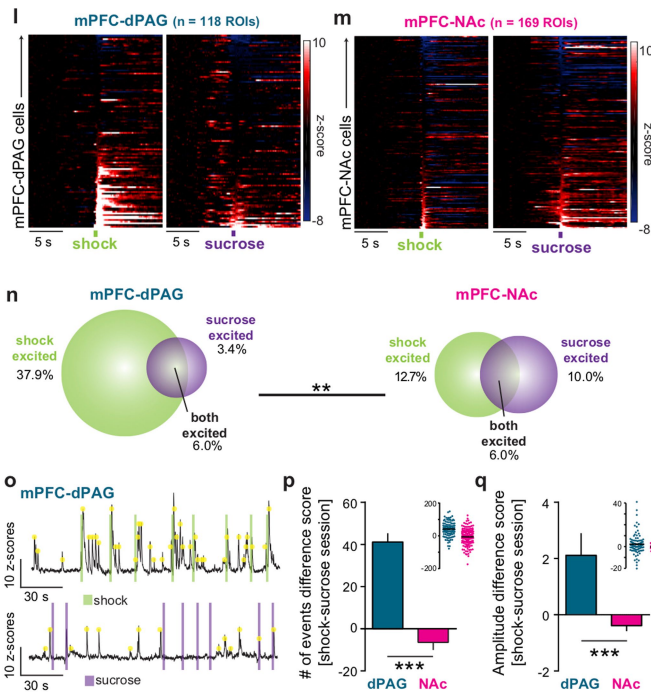 l
mPFC-dPAG (n = 118 ROIs)
mPFC-dPAG cells
10
z-score
-8
5 s
shock
5 s
sucrose
m
mPFC-NAc (n = 169 ROIs)
mPFC-NAc cells
10
z-score
-8
5 s
shock
5 s
sucrose
n
mPFC-dPAG
shock
excited
37.9%
sucrose
excited
3.4%
both
excited
6.0%
**
mPFC-NAc
shock
excited
12.7%
sucrose
excited
10.0%
both
excited
6.0%
o
mPFC-dPAG
10 z-scores
30 s
shock
10 z-scores
30 s
sucrose
p
# of events difference score
[shock-sucrose session]
60
40
20
0
-20
200
0
-200
***
dPAG NAc
q
Amplitude difference score
[shock-sucrose session]
4
2
0
-2
40
20
0
-20
***
dPAG NAc